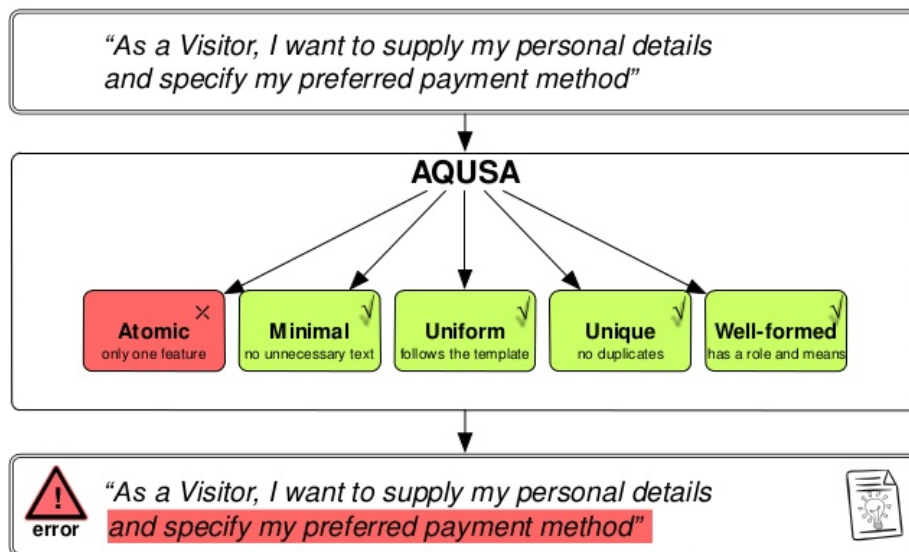 “As a Visitor, I want to supply my personal details
and specify my preferred payment method”
AQUSA
Atomic
only one feature
Minimal
no unnecessary text
Uniform
follows the template
Unique
no duplicates
Well-formed
has a role and means
!
error
“As a Visitor, I want to supply my personal details
and specify my preferred payment method”